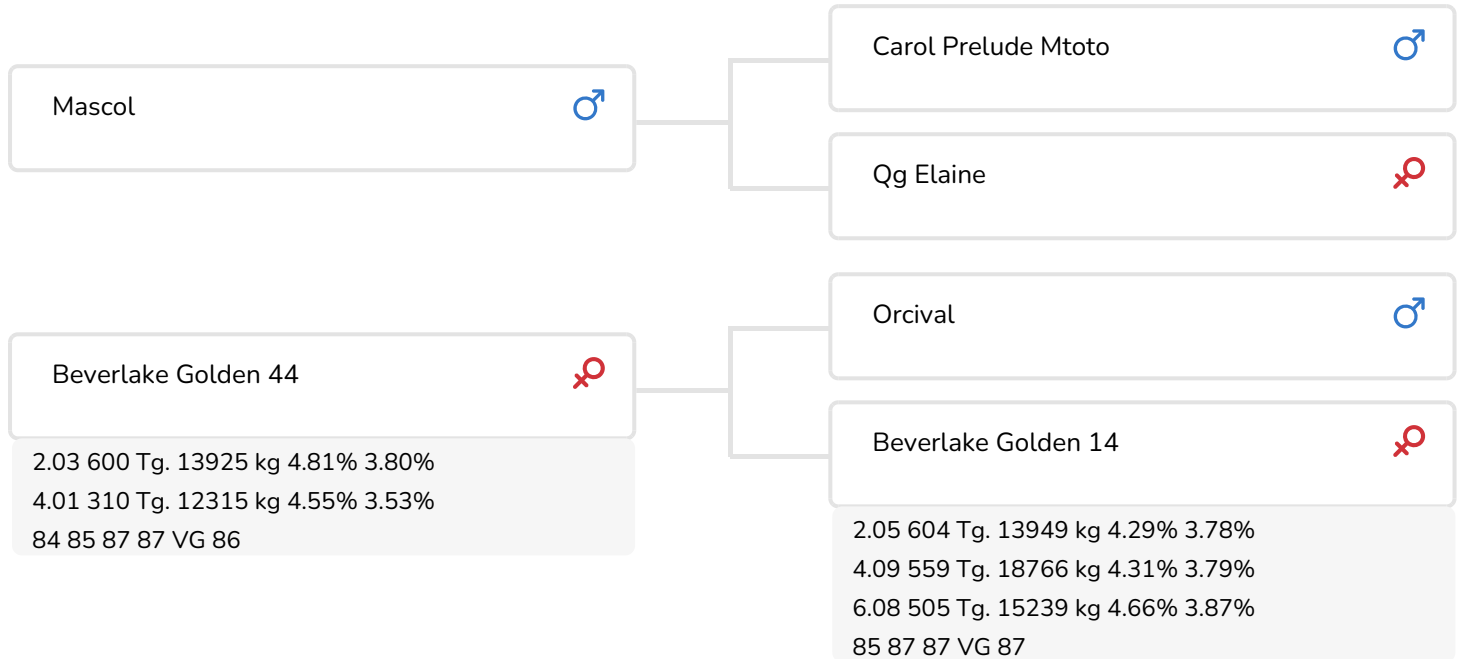 Carol Prelude Mtoto
Mascol
Qg Elaine
Orcival
Beverlake Golden 44
2.03 600 Tg. 13925 kg 4.81% 3.80%
4.01 310 Tg. 12315 kg 4.55% 3.53%
84 85 87 87 VG 86
Beverlake Golden 14
2.05 604 Tg. 13949 kg 4.29% 3.78%
4.09 559 Tg. 18766 kg 4.31% 3.79%
6.08 505 Tg. 15239 kg 4.66% 3.87%
85 87 87 VG 87